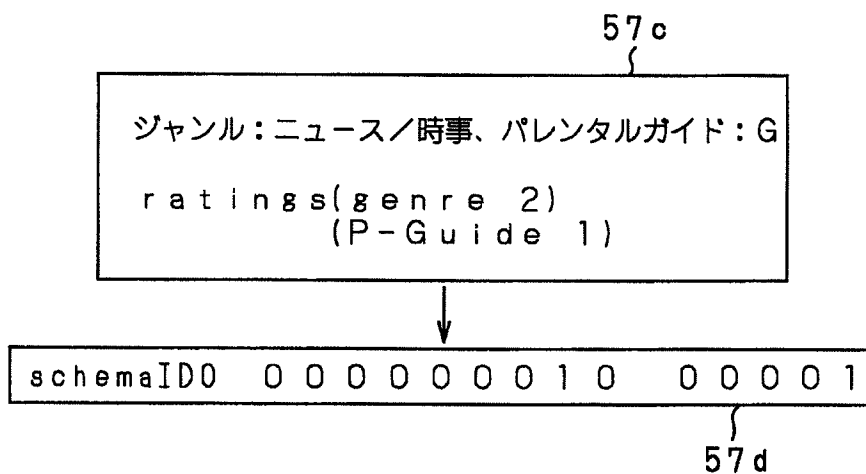 57c
ジャンル：ニュース／時事、パレンタルガイド：G
ratings(genre 2)
(P-Guide 1)
schemaID0 000000010 00001
57d